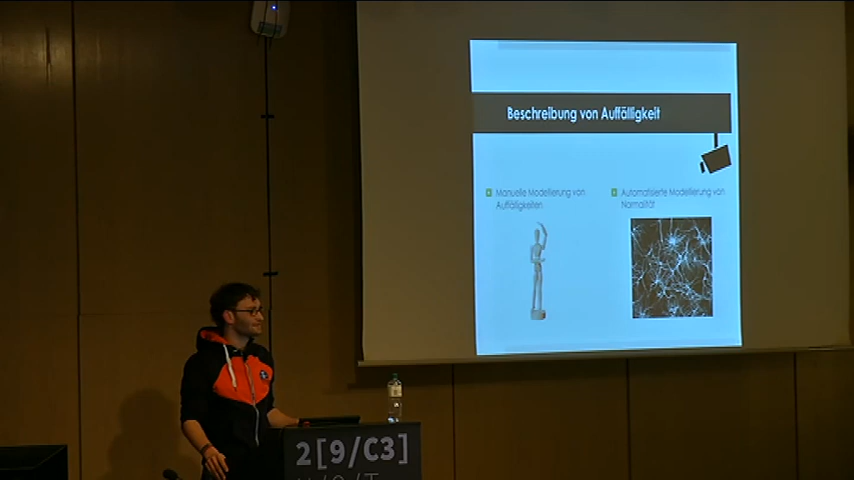 Beschreibung von Auffälligkeit
Manuelle Modellierung von
Auffälligkeiten
Automatisierte Modellierung von
Normalität
2[9/C3]